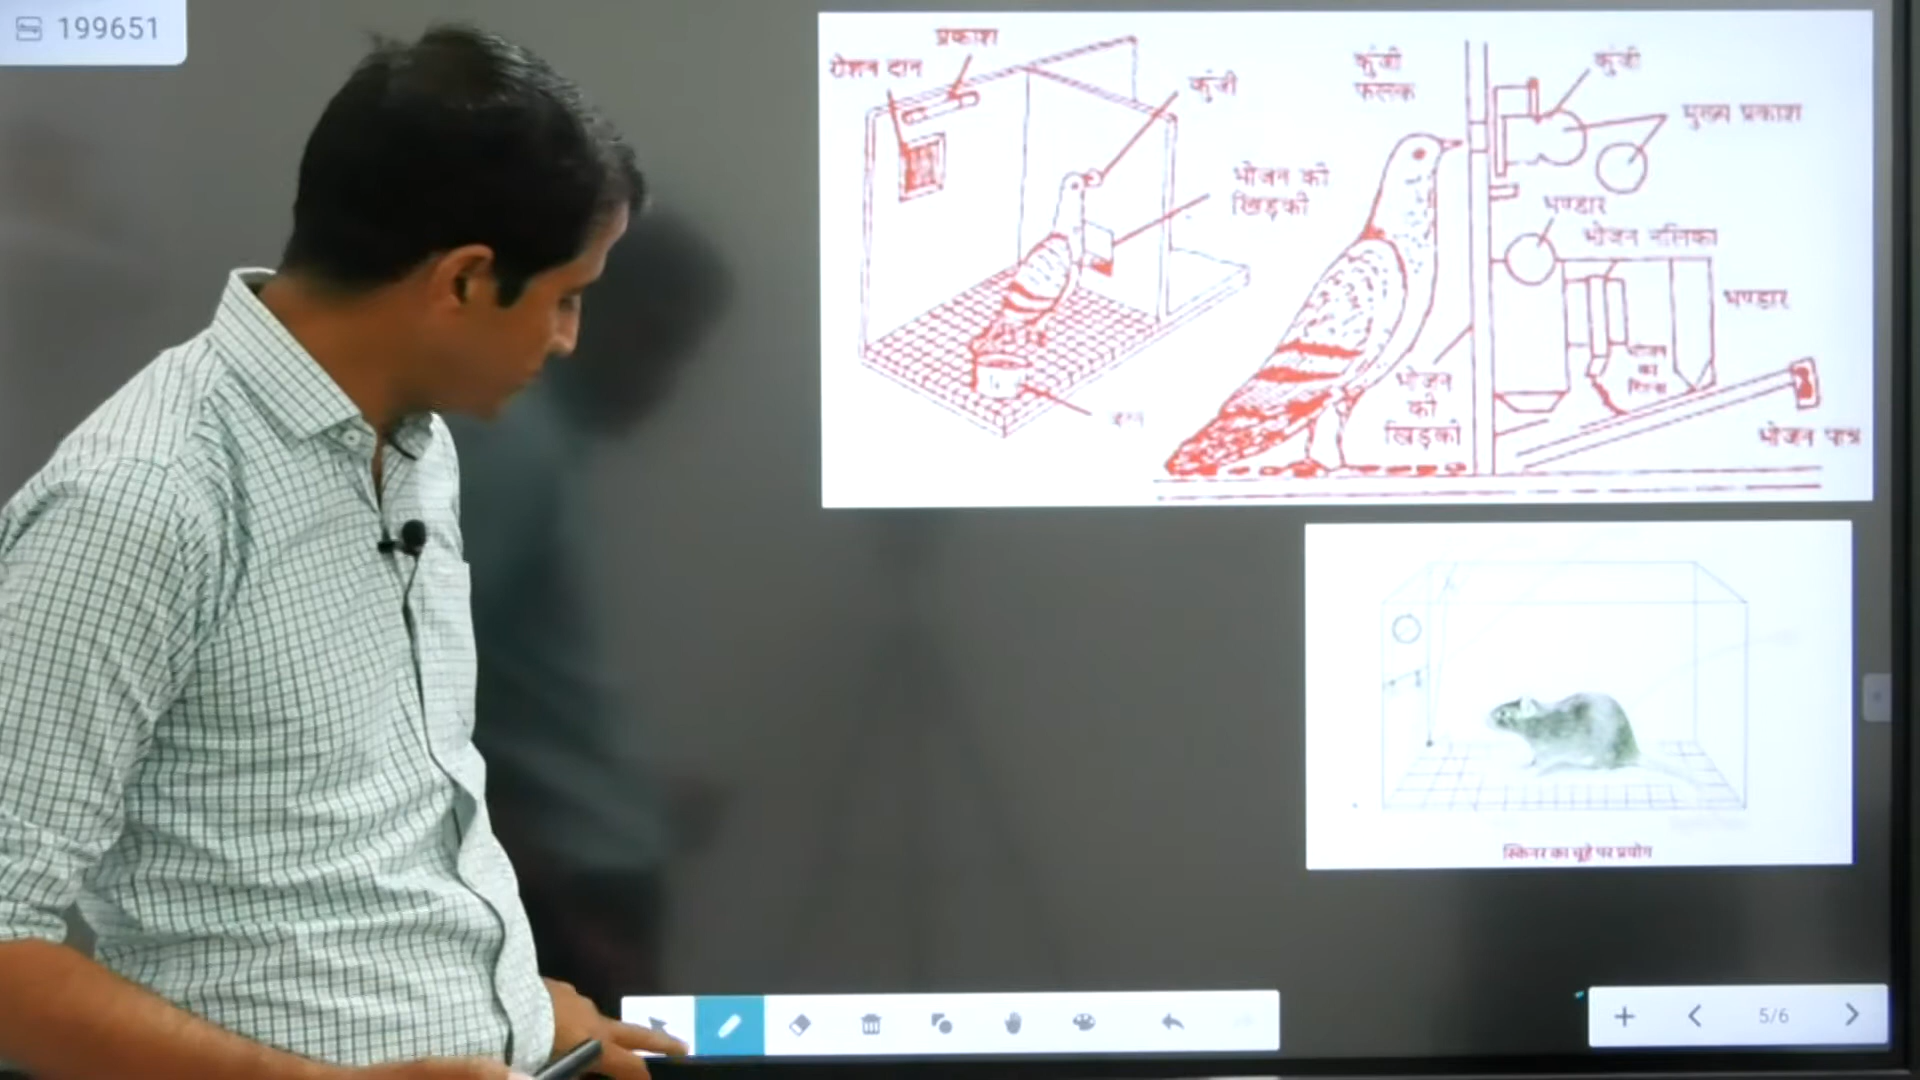 199651
प्रकाश
रोशन दान
कुंजी
भोजन की
खिड़की
कुंजी
फलक
कुंजी
मुख्य प्रकाश
भण्डार
भोजन नलिका
भण्डार
भोजन
की
खिड़की
भोजन पात्र
स्किनर का चूहे पर प्रयोग
5/6